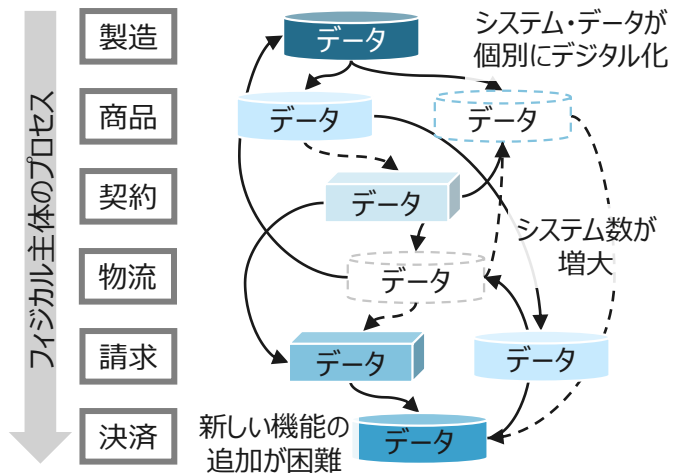 フィジカル主体のプロセス
製造
データ
システム・データが
個別にデジタル化
商品
データ
データ
契約
データ
システム数が
増大
物流
データ
請求
データ
データ
決済
新しい機能の
追加が困難
データ